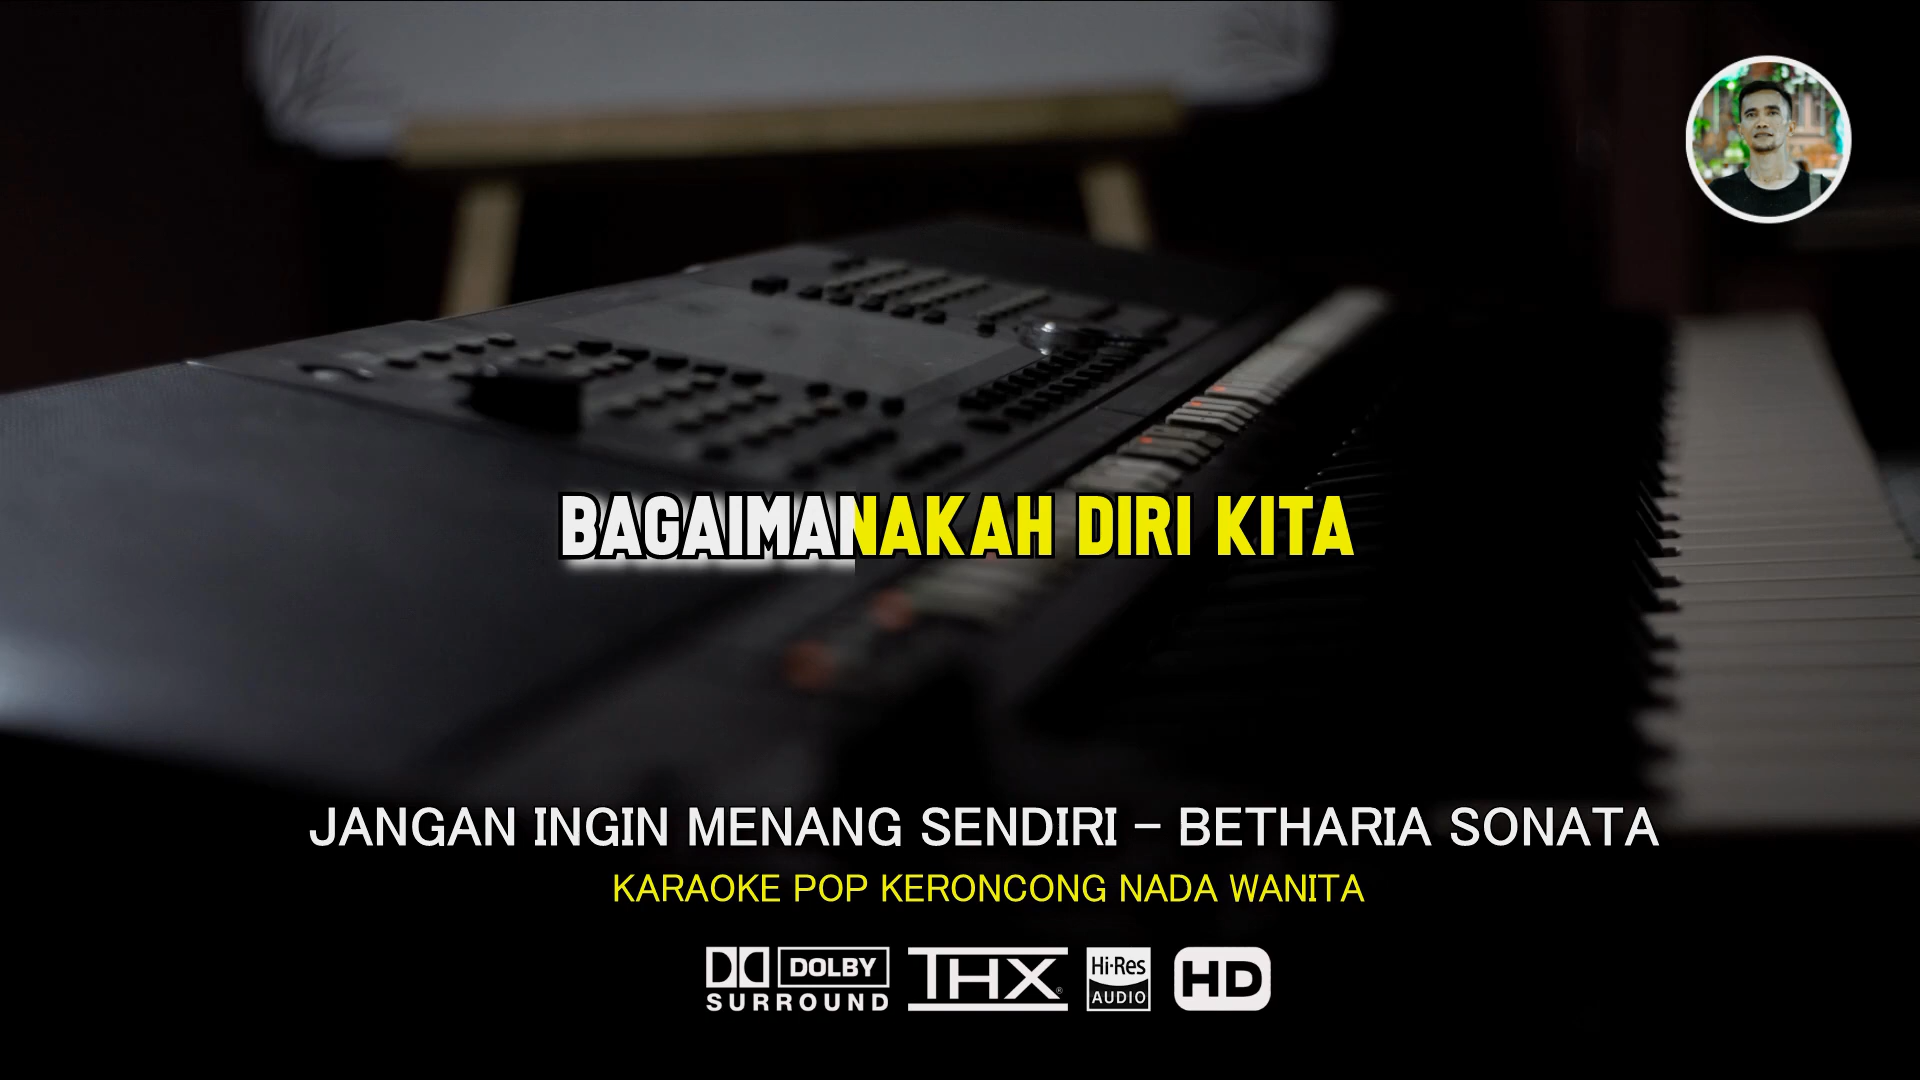 BAGAIMANAKAH DIRI KITA
JANGAN INGIN MENANG SENDIRI – BETHARIA SONATA
KARAOKE POP KERONCONG NADA WANITA
DOLBY SURROUND THX Hi-Res AUDIO HD